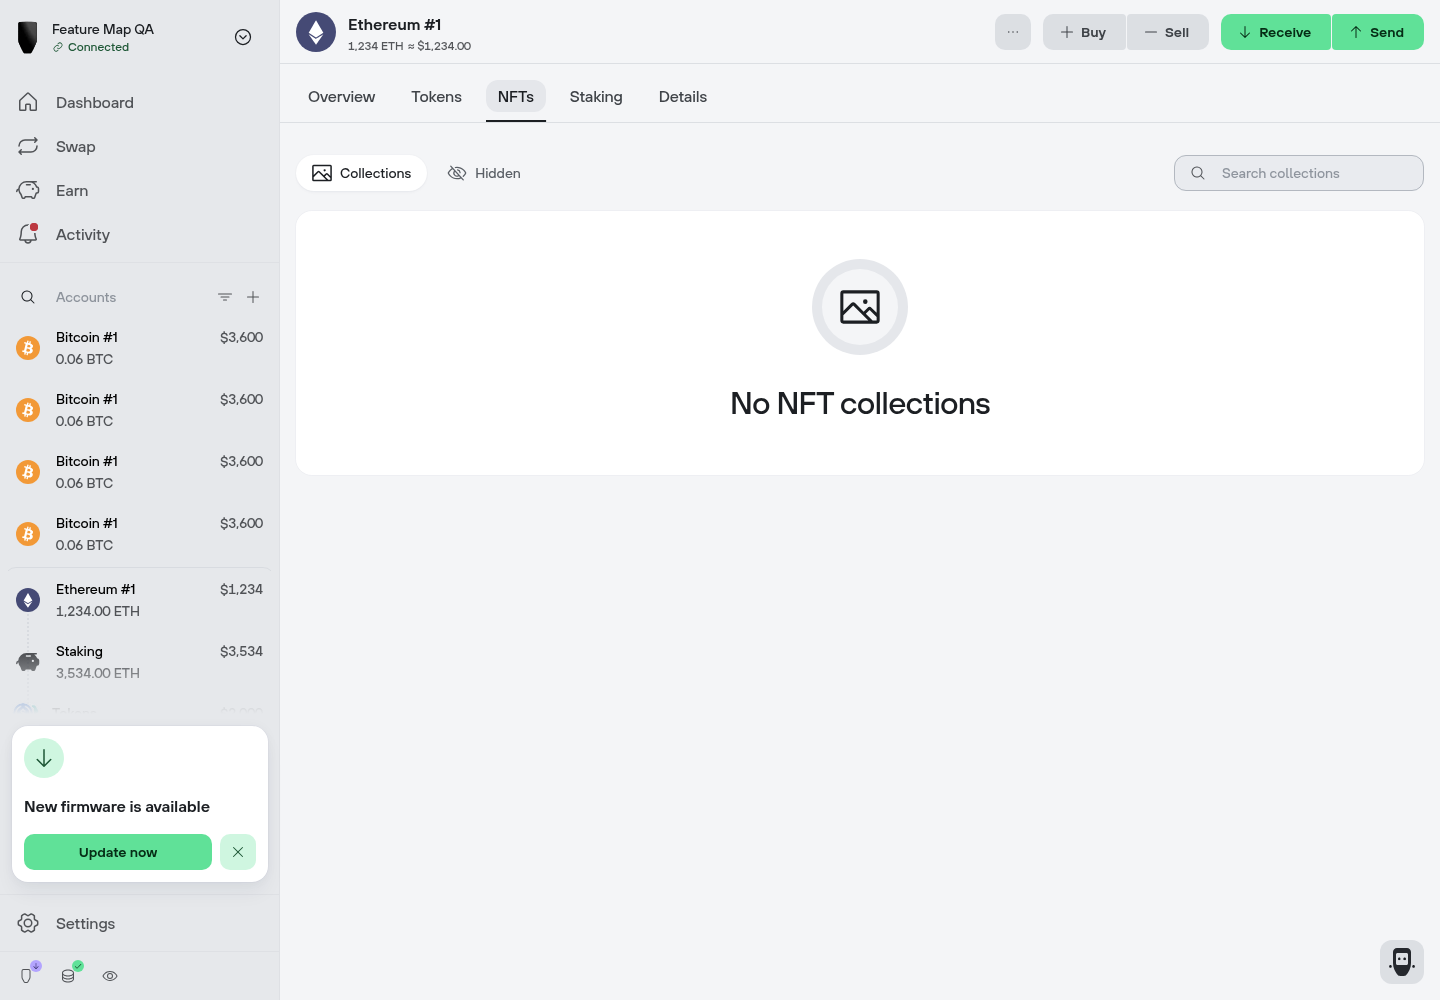 Feature Map QA
Connected
Dashboard
Swap
Earn
Activity
Accounts
Bitcoin #1 $3,600
0.06 BTC
Bitcoin #1 $3,600
0.06 BTC
Bitcoin #1 $3,600
0.06 BTC
Bitcoin #1 $3,600
0.06 BTC
Ethereum #1 $1,234
1,234.00 ETH
Staking $3,534
3,534.00 ETH
New firmware is available
Update now
Settings
Ethereum #1
1,234 ETH ≈ $1,234.00
Buy Sell Receive Send
Overview Tokens NFTs Staking Details
Collections Hidden Search collections
No NFT collections